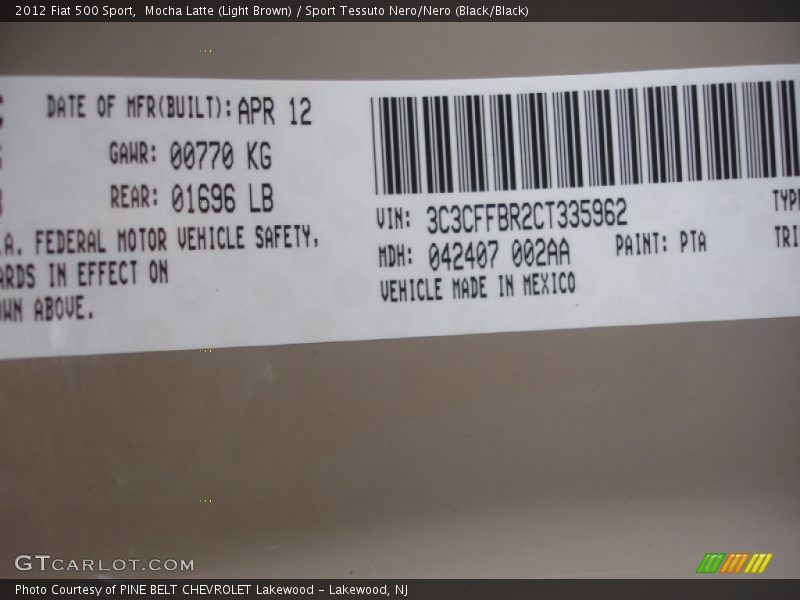 2012 Fiat 500 Sport,  Mocha Latte (Light Brown) / Sport Tessuto Nero/Nero (Black/Black)
DATE OF MFR(BUILT): APR 12
GAWR: 00770 KG
REAR: 01696 LB
.A. FEDERAL MOTOR VEHICLE SAFETY,
ARDS IN EFFECT ON
OWN ABOVE.
VIN: 3C3CFFBR2CT335962
TYPE
MDH: 042407 002AA
PAINT: PTA
TRI
VEHICLE MADE IN MEXICO
GTCARLOT.COM
Photo Courtesy of PINE BELT CHEVROLET Lakewood - Lakewood, NJ